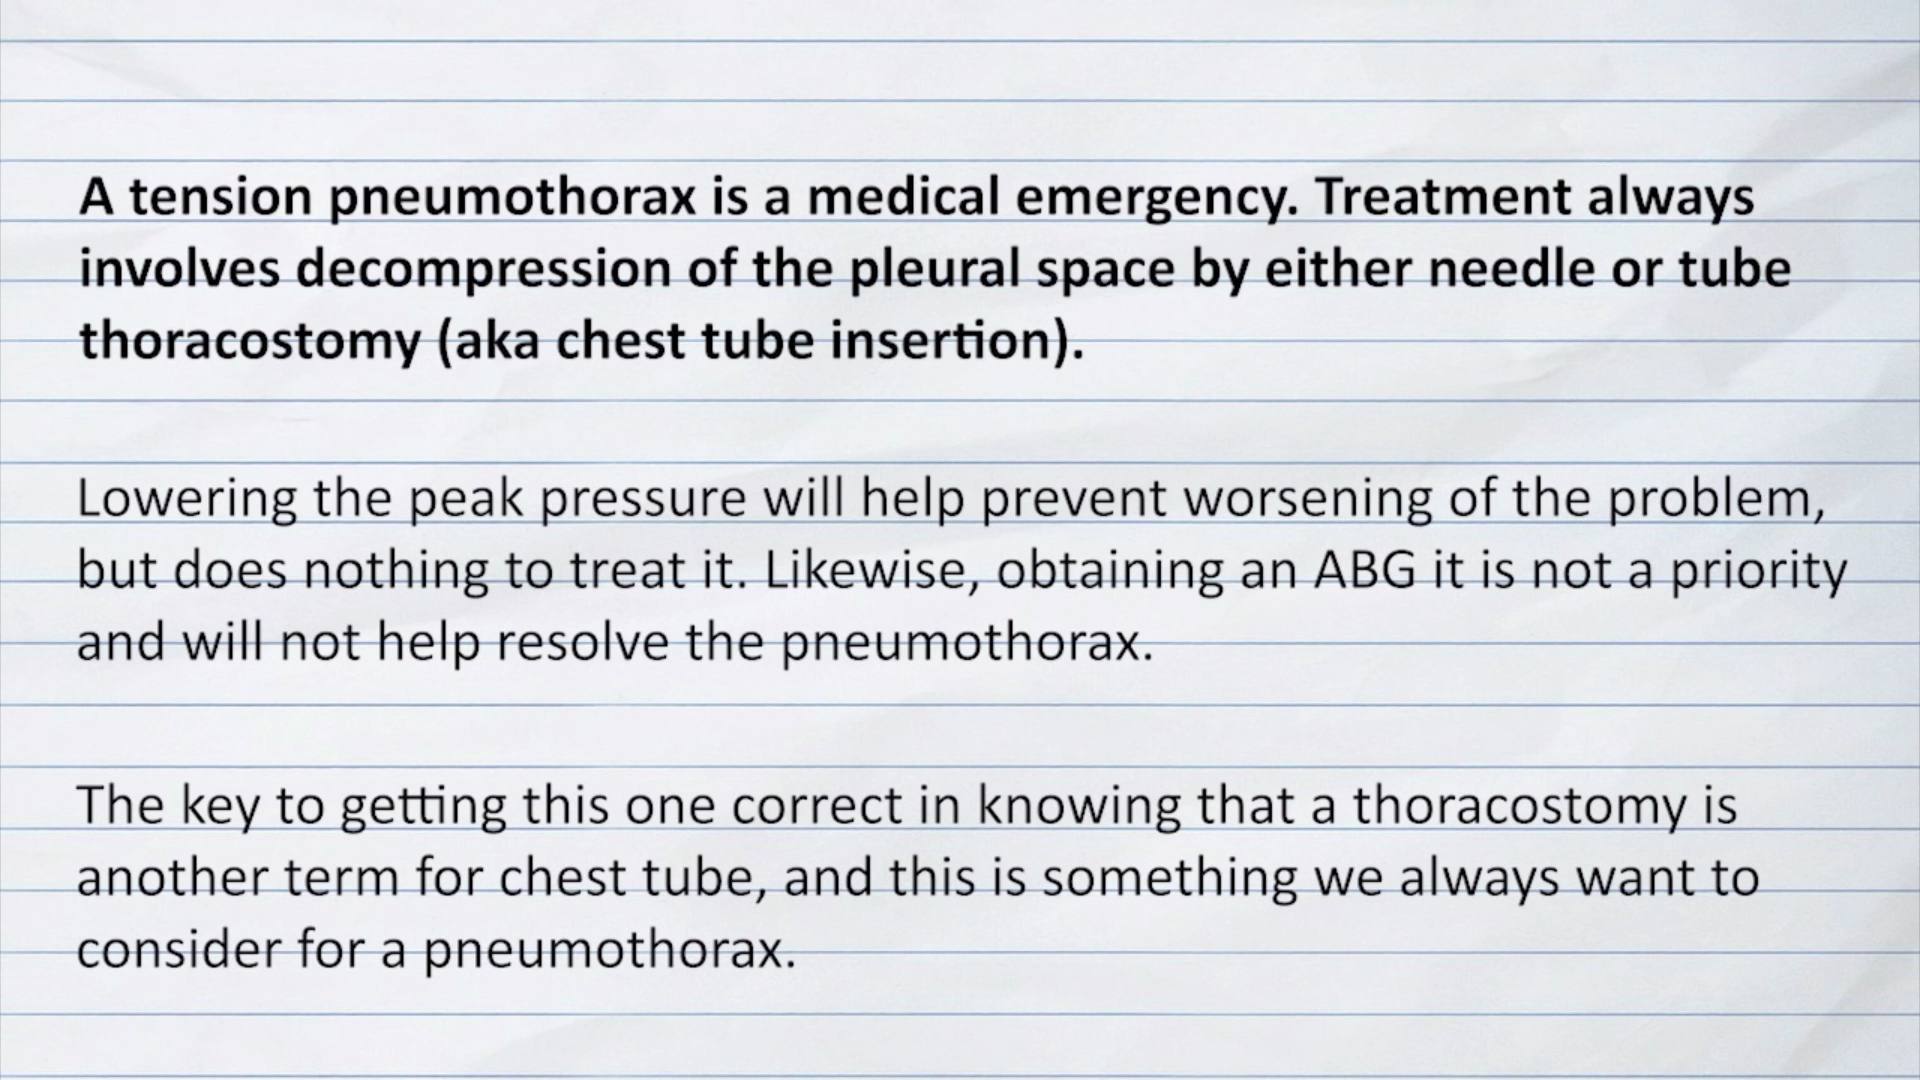 A tension pneumothorax is a medical emergency. Treatment always
involves decompression of the pleural space by either needle or tube
thoracostomy (aka chest tube insertion).
Lowering the peak pressure will help prevent worsening of the problem,
but does nothing to treat it. Likewise, obtaining an ABG it is not a priority
and will not help resolve the pneumothorax.
The key to getting this one correct in knowing that a thoracostomy is
another term for chest tube, and this is something we always want to
consider for a pneumothorax.